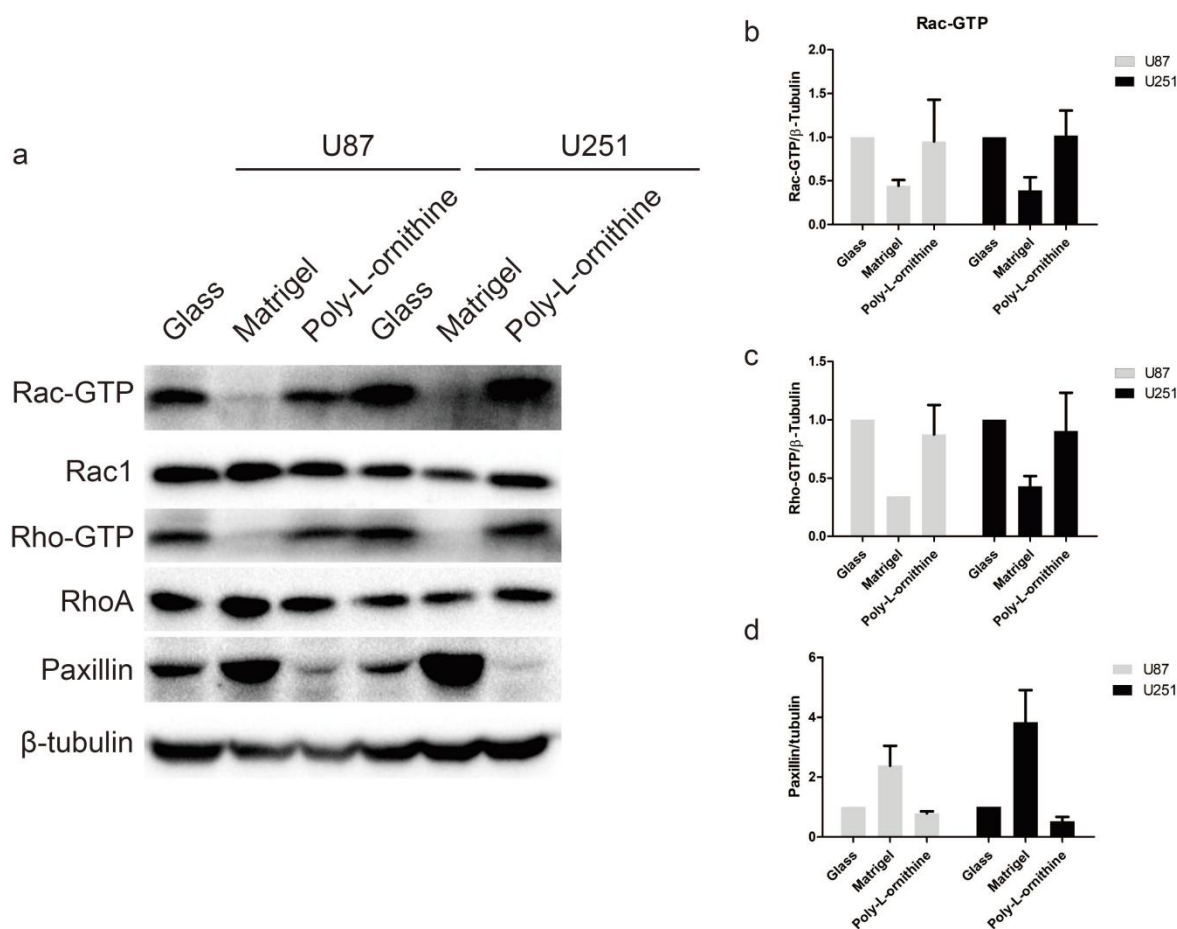 a
U87
U251
Glass
Matrigel
Poly-L-ornithine
Glass
Matrigel
Poly-L-ornithine
Rac-GTP
Rac1
Rho-GTP
RhoA
Paxillin
β-tubulin
b
Rac-GTP
Rac-GTP/β-Tubulin
2.0
1.5
1.0
0.5
0.0
Glass
Matrigel
Poly-L-ornithine
Glass
Matrigel
Poly-L-ornithine
U87
U251
c
Rho-GTP/β-Tubulin
1.5
1.0
0.5
0.0
Glass
Matrigel
Poly-L-ornithine
Glass
Matrigel
Poly-L-ornithine
U87
U251
d
Paxillin/tubulin
6
4
2
0
Glass
Matrigel
Poly-L-ornithine
Glass
Matrigel
Poly-L-ornithine
U87
U251